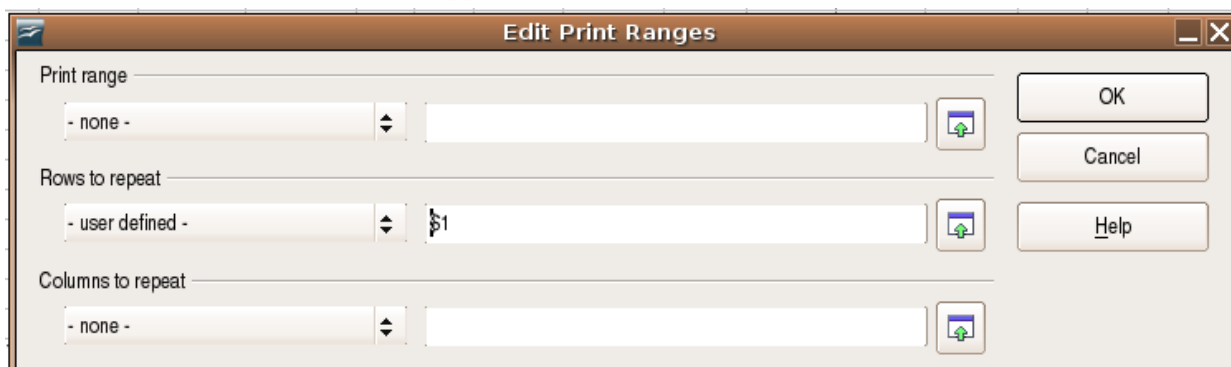 Edit Print Ranges
Print range
- none -
OK
Cancel
Rows to repeat
- user defined -
$1
Help
Columns to repeat
- none -